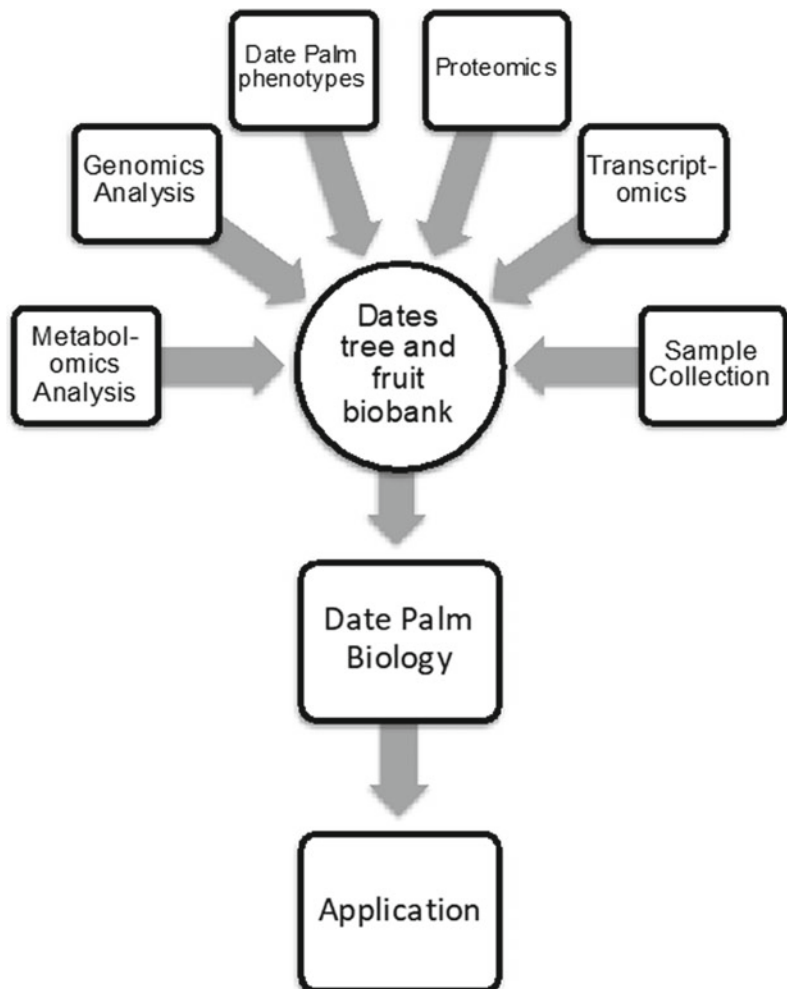 Date Palm
phenotypes
Proteomics
Genomics
Analysis
Transcript-
omics
Metabol-
omics
Analysis
Dates
tree and
fruit
biobank
Sample
Collection
Date Palm
Biology
Application